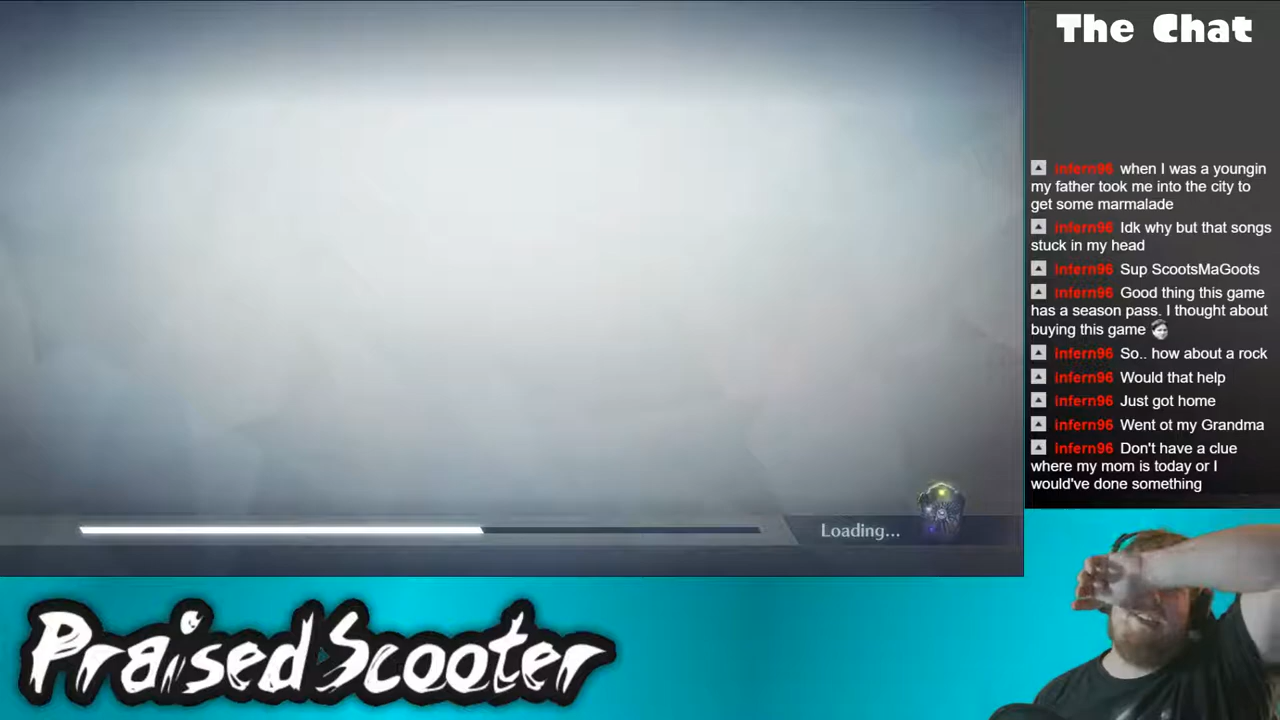 The Chat
infern96 when I was a youngin
my father took me into the city to
get some marmalade
infern96 Idk why but that songs
stuck in my head
infern96 Sup ScootsMaGoots
infern96 Good thing this game
has a season pass. I thought about
buying this game
infern96 So.. how about a rock
infern96 Would that help
infern96 Just got home
infern96 Went ot my Grandma
infern96 Don't have a clue
where my mom is today or I
would've done something
Loading...
PraisedScooter